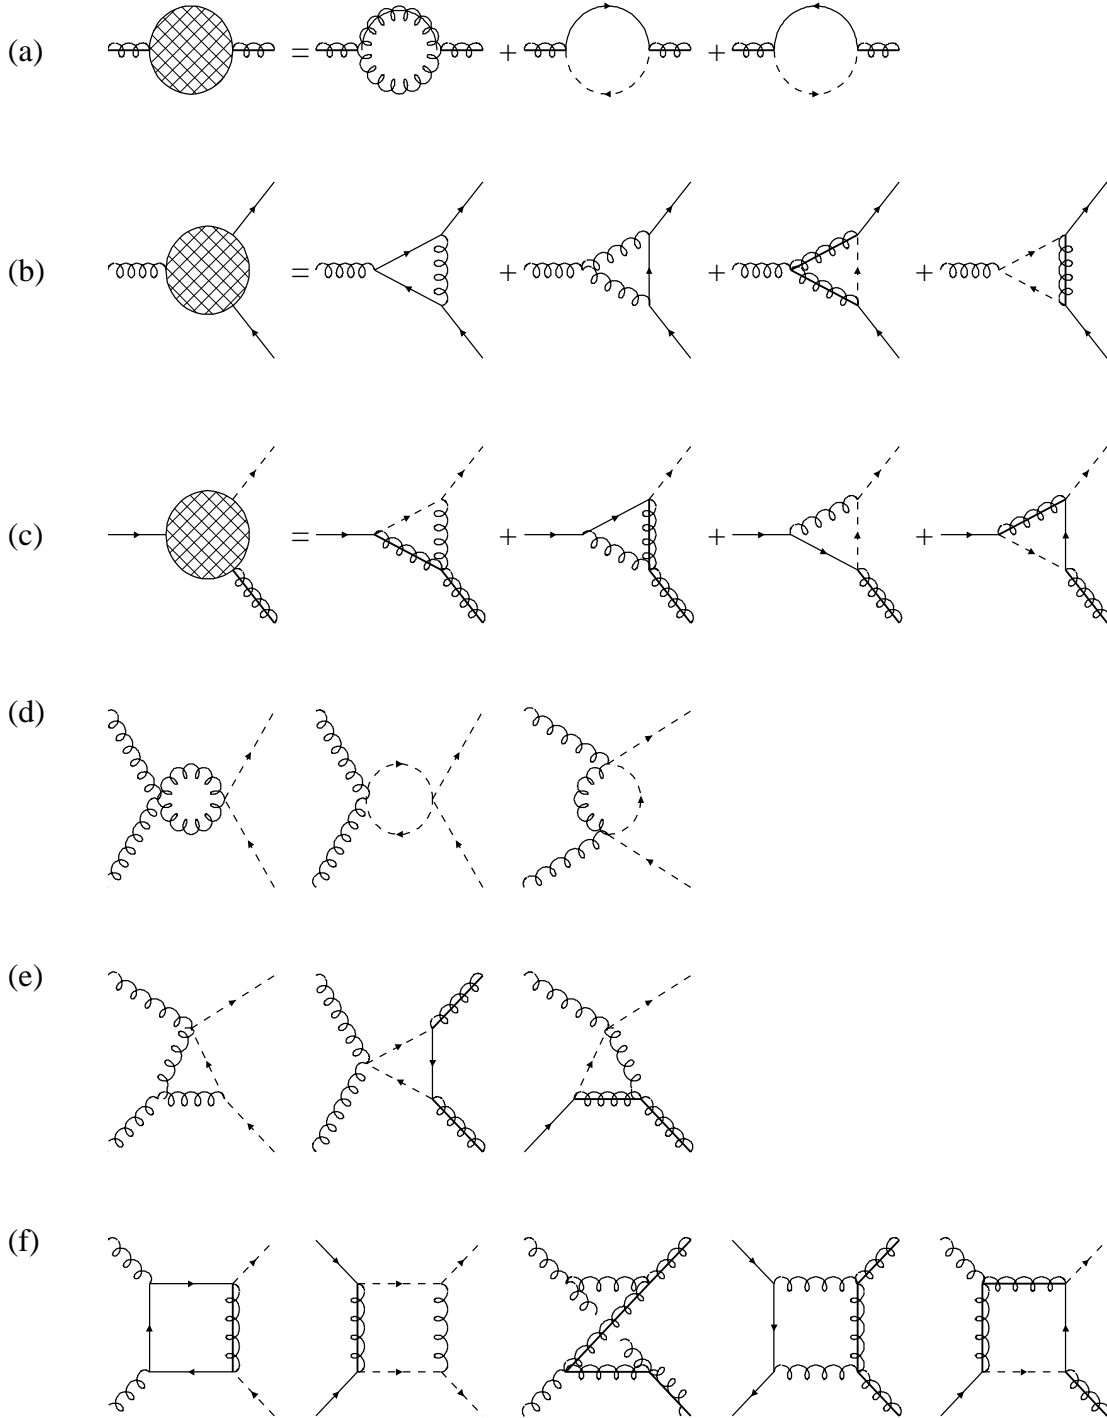 (a) = + +
(b) = + + +
(c) = + + +
(d)
(e)
(f)